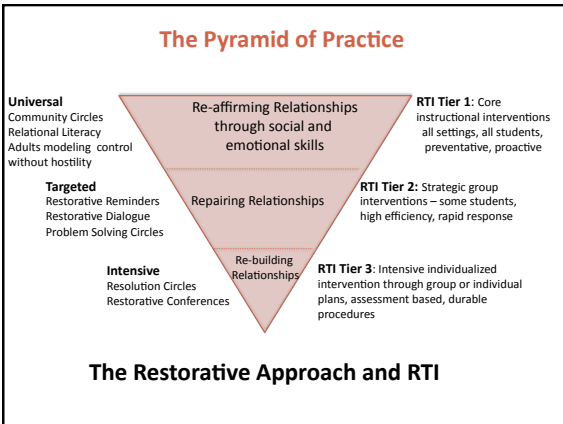 The Pyramid of Practice
Universal
Community Circles
Relational Literacy
Adults modeling control
without hostility
Re-affirming Relationships
through social and
emotional skills
RTI Tier 1: Core
instructional interventions
all settings, all students,
preventative, proactive
Targeted
Restorative Reminders
Restorative Dialogue
Problem Solving Circles
Repairing Relationships
RTI Tier 2: Strategic group
interventions – some students,
high efficiency, rapid response
Intensive
Resolution Circles
Restorative Conferences
Re-building
Relationships
RTI Tier 3: Intensive individualized
intervention through group or individual
plans, assessment based, durable
procedures
The Restorative Approach and RTI